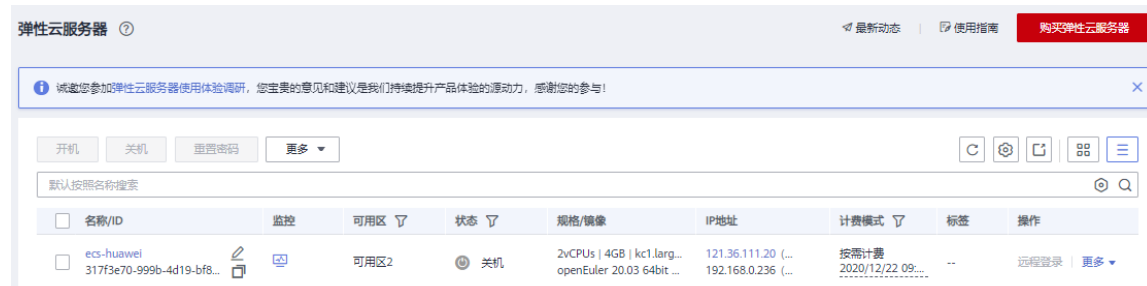 弹性云服务器
最新动态 使用指南 购买弹性云服务器
诚邀您参加弹性云服务器使用体验调研，您宝贵的意见和建议是我们持续提升产品体验的源动力，感谢您的参与！
开机 关机 重置密码 更多
默认按照名称搜索
名称/ID 监控 可用区 状态 规格/镜像 IP地址 计费模式 标签 操作
ecs-huawei 可用区2 关机 2vCPUs | 4GB | kc1.larg... 121.36.111.20 (... 按需计费 -- 远程登录 更多
317f3e70-999b-4d19-bf8... openEuler 20.03 64bit ... 192.168.0.236 (... 2020/12/22 09:...